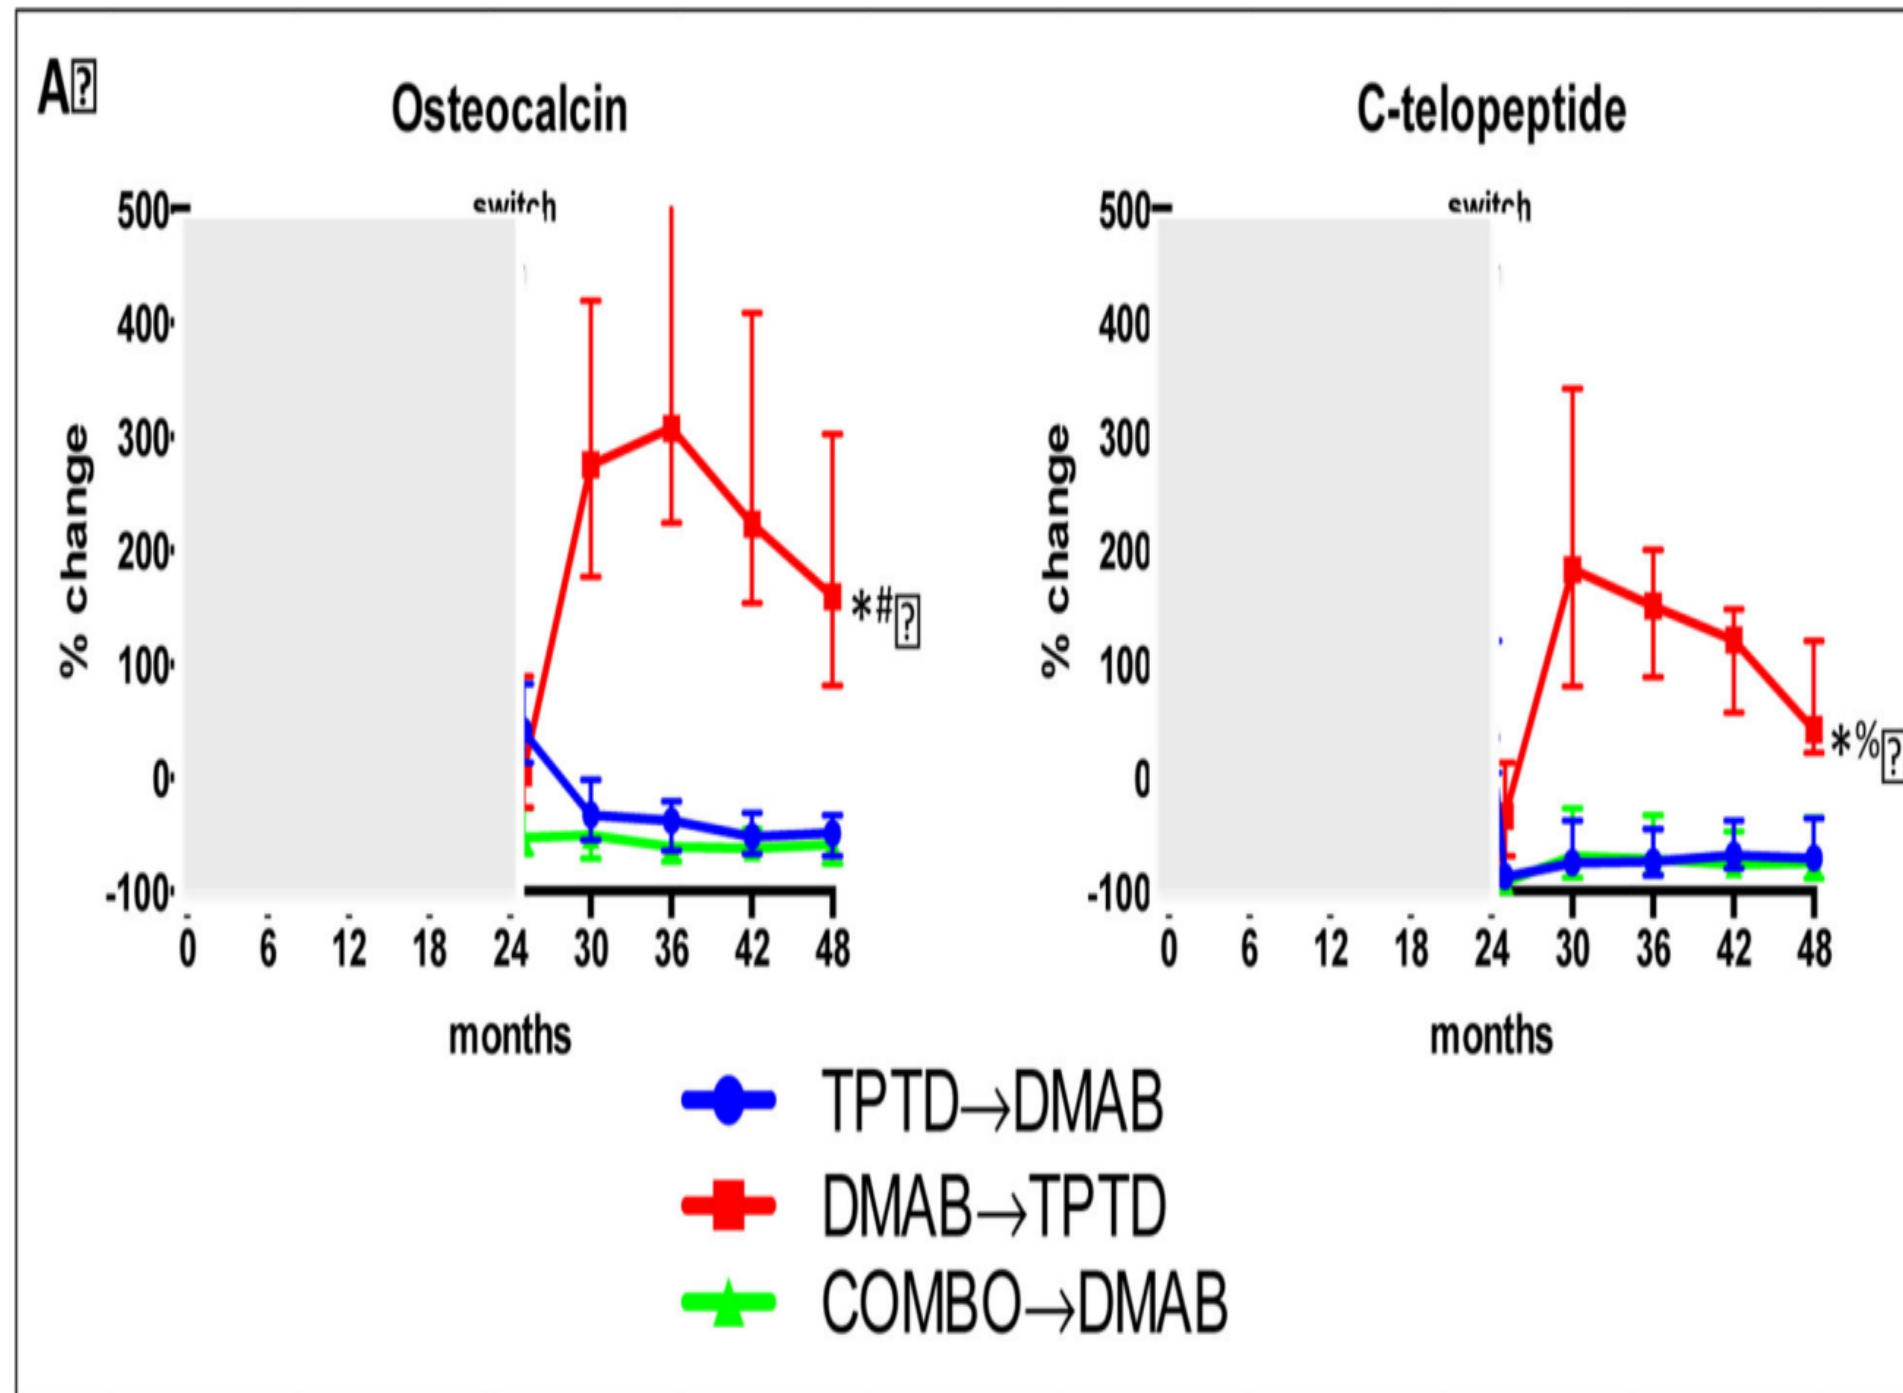 A
Osteocalcin
C-telopeptide
switch
switch
500
400
300
200
100
0
-100
% change
0 6 12 18 24 30 36 42 48
months
*#
500
400
300
200
100
0
-100
% change
0 6 12 18 24 30 36 42 48
months
*%
TPTD→DMAB
DMAB→TPTD
COMBO→DMAB